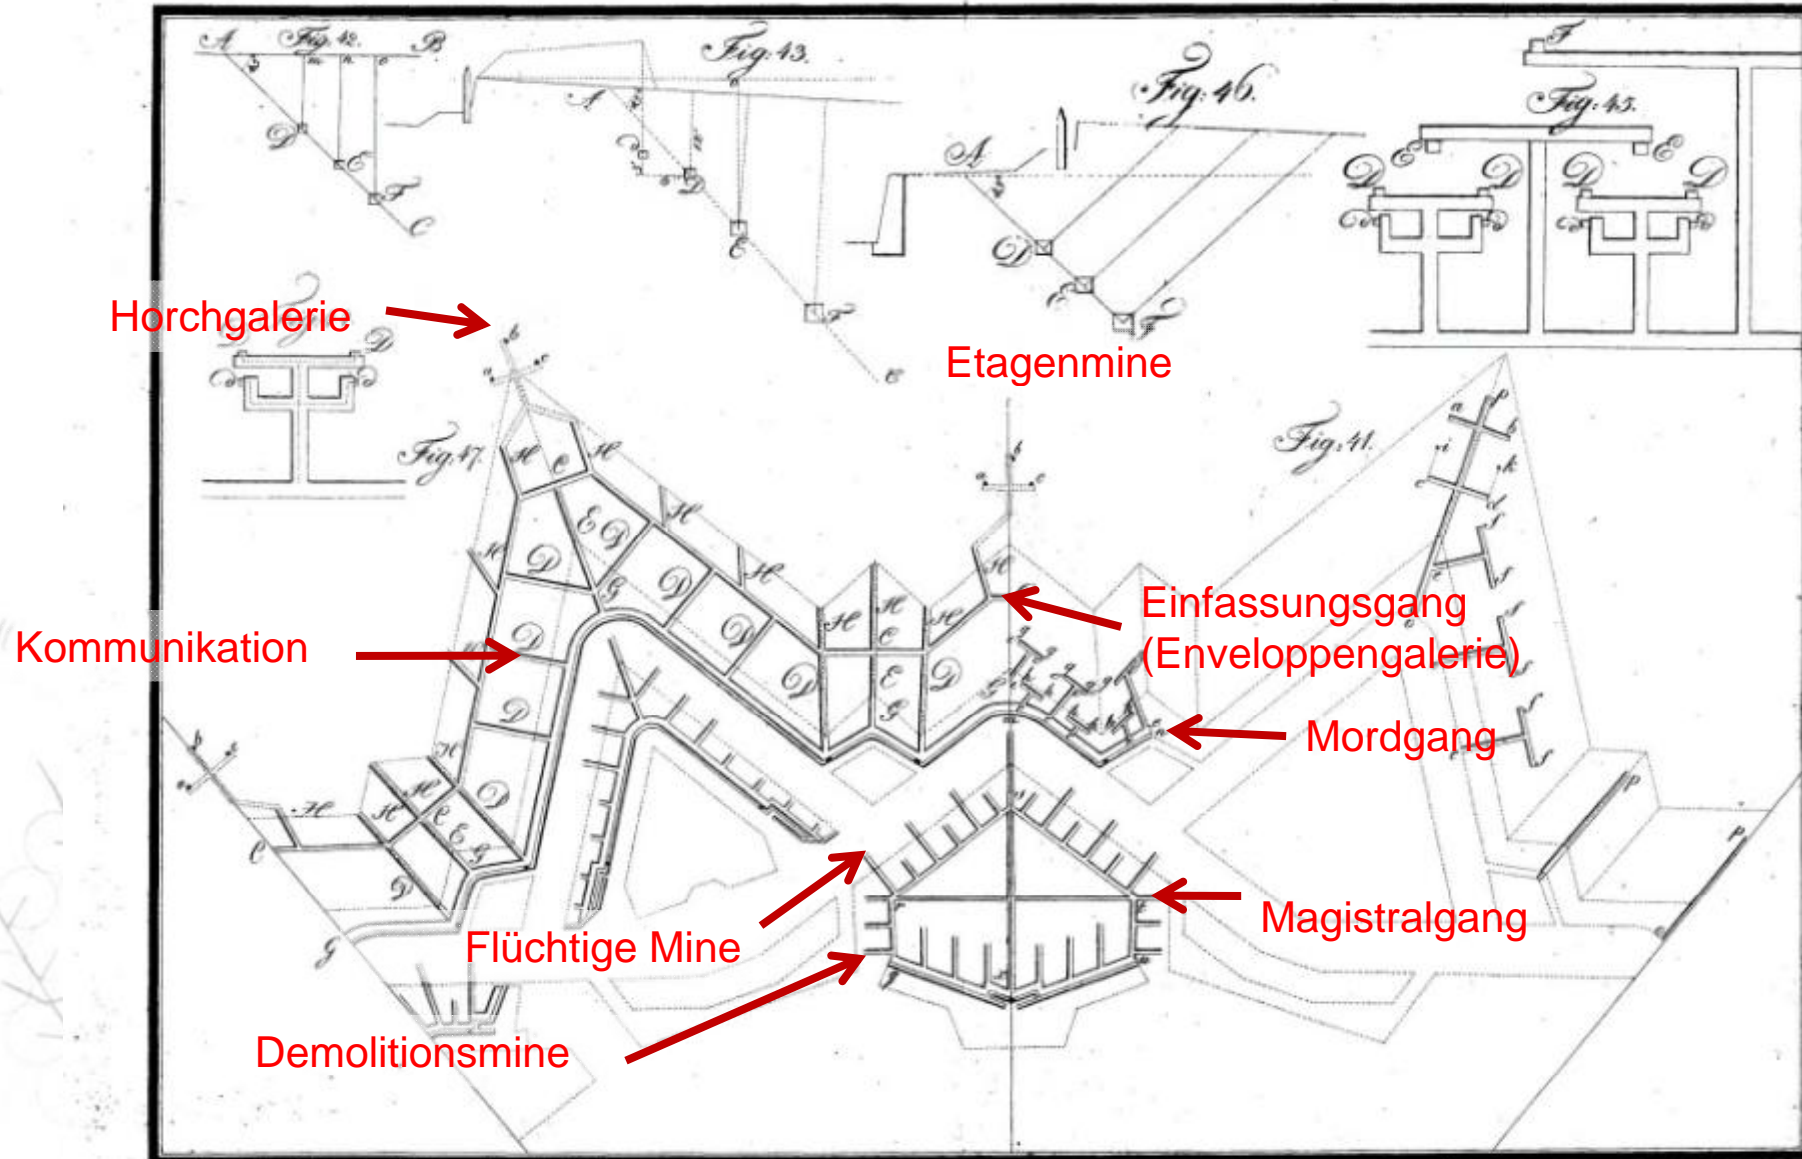 Fig. 42.
A
B
m
n
o
D
E
F
C
Fig: 43.
A
C
D
E
F
C
Fig: 46.
A
D
E
F
F
Fig: 45.
E
E
D
D
D
D
C
C
C
C
Horchgalerie
Etagenmine
D
D
C
C
Fig. 47.
Fig: 41.
b
a
c
H
C
H
E
D
D
H
H
D
G
H
D
D
D
H
H
C
E
G
H
D
a
b
c
a
p
b
i
k
c
d
f
f
f
f
f
f
Kommunikation
Einfassungsgang
(Enveloppengalerie)
Mordgang
D
D
H
D
H
H
C
E
G
H
C
D
G
b
a
p
p
Flüchtige Mine
Magistralgang
Demolitionsmine